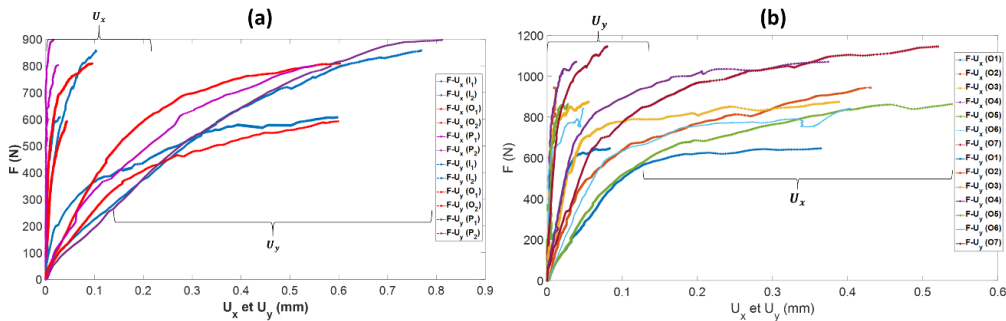 (a)
U_x
900
800
700
600
500
400
300
200
100
0
F (N)
0
0.1
0.2
0.3
0.4
0.5
0.6
0.7
0.8
0.9
U_x et U_y (mm)
U_y
F-U_x (I_1)
F-U_x (I_2)
F-U_x (O_1)
F-U_x (O_2)
F-U_x (P_1)
F-U_x (P_2)
F-U_y (I_1)
F-U_y (I_2)
F-U_y (O_1)
F-U_y (O_2)
F-U_y (P_1)
F-U_y (P_2)
(b)
U_y
1200
1000
800
600
400
200
0
F (N)
0
0.1
0.2
0.3
0.4
0.5
0.6
U_x et U_y (mm)
U_x
F-U_x (O1)
F-U_x (O2)
F-U_x (O3)
F-U_x (O4)
F-U_x (O5)
F-U_x (O6)
F-U_x (O7)
F-U_y (O1)
F-U_y (O2)
F-U_y (O3)
F-U_y (O4)
F-U_y (O5)
F-U_y (O6)
F-U_y (O7)